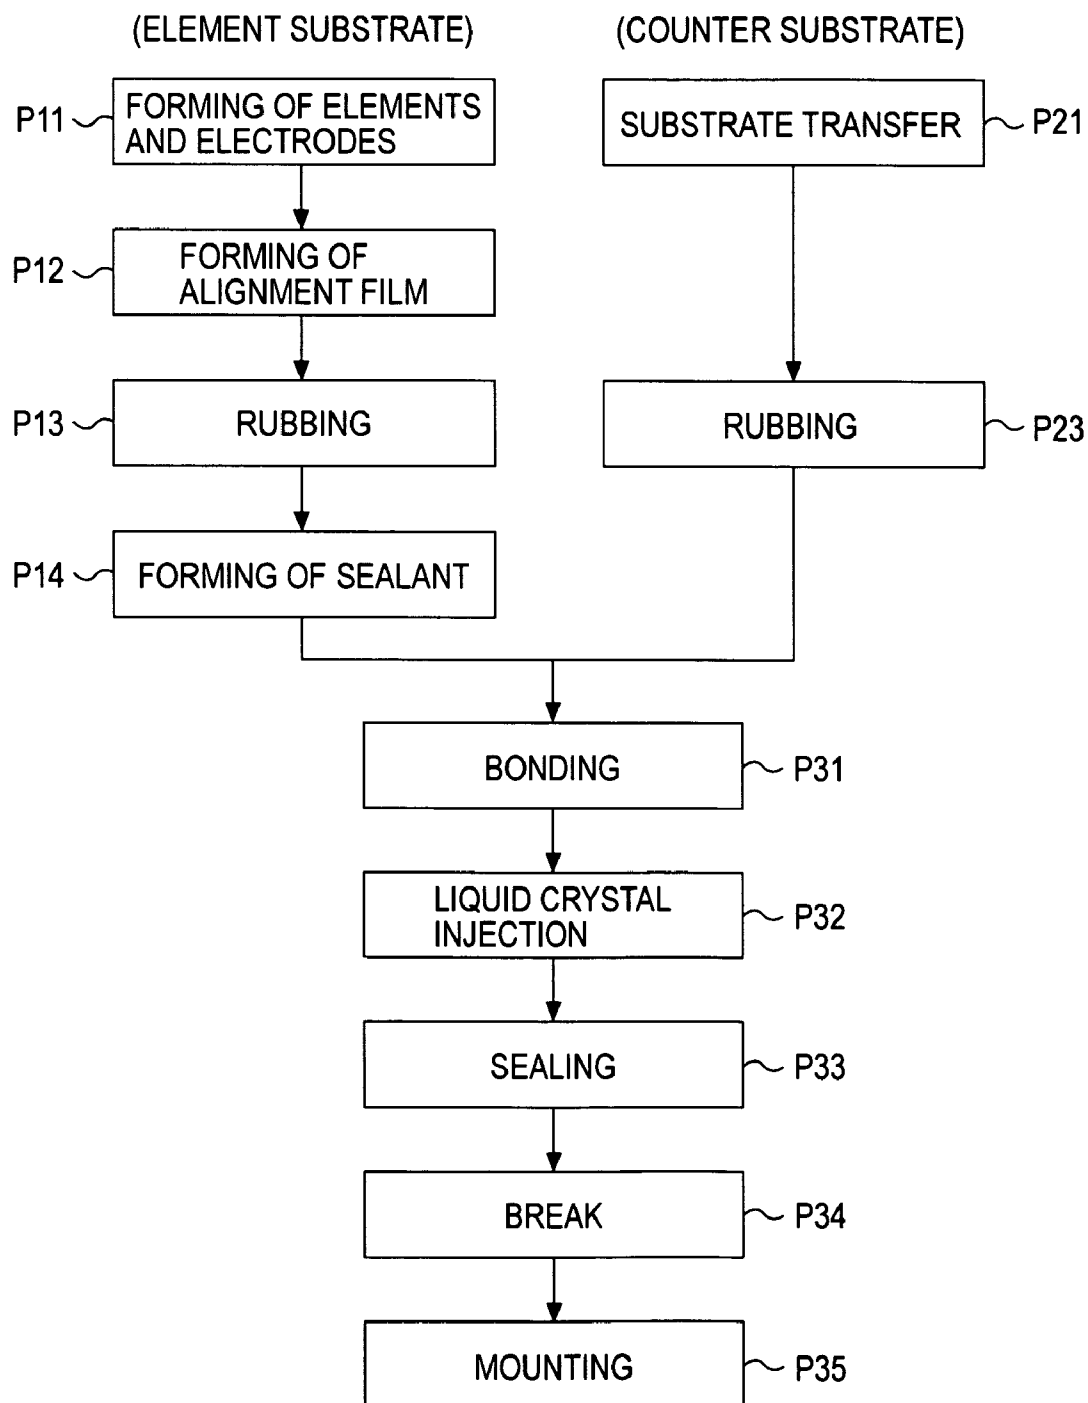 (ELEMENT SUBSTRATE)
(COUNTER SUBSTRATE)
P11
FORMING OF ELEMENTS
AND ELECTRODES
SUBSTRATE TRANSFER
P21
P12
FORMING OF
ALIGNMENT FILM
P13
RUBBING
RUBBING
P23
P14
FORMING OF SEALANT
BONDING
P31
LIQUID CRYSTAL
INJECTION
P32
SEALING
P33
BREAK
P34
MOUNTING
P35